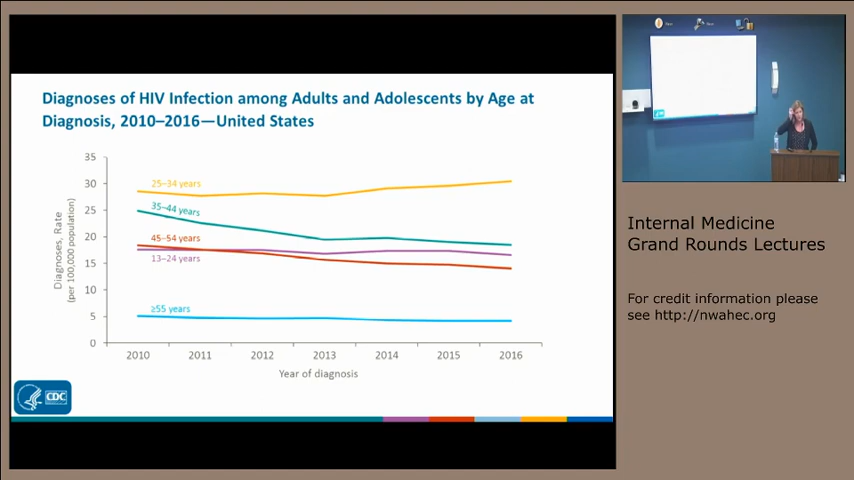 Diagnoses of HIV Infection among Adults and Adolescents by Age at
Diagnosis, 2010–2016—United States
35
30
25
20
15
10
5
0
Diagnoses, Rate
(per 100,000 population)
25–34 years
35–44 years
45–54 years
13–24 years
≥55 years
2010 2011 2012 2013 2014 2015 2016
Year of diagnosis
CDC
Internal Medicine
Grand Rounds Lectures
For credit information please
see http://nwahec.org